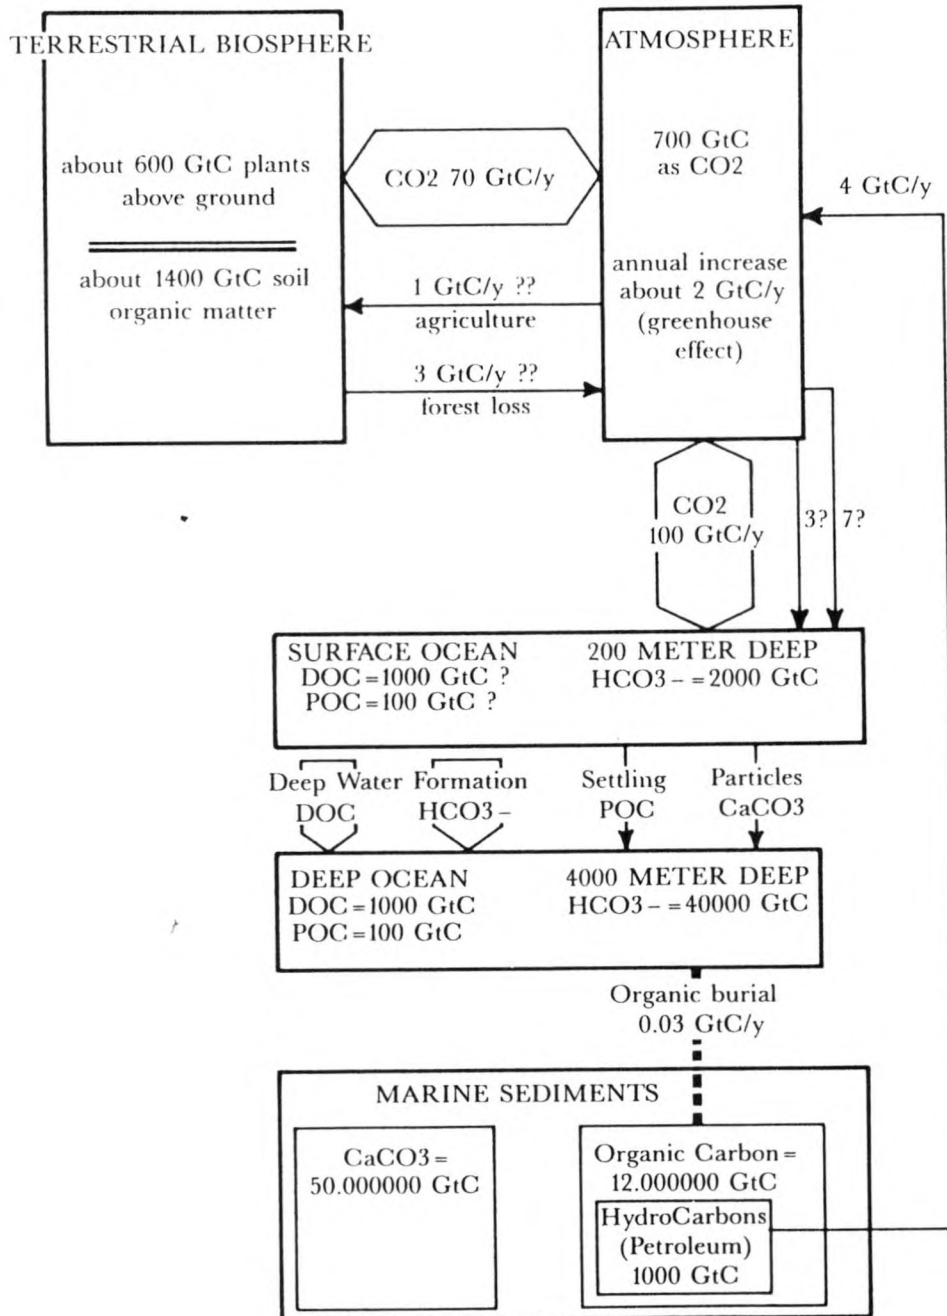 TERRESTRIAL BIOSPHERE
about 600 GtC plants
above ground
about 1400 GtC soil
organic matter
CO2 70 GtC/y
1 GtC/y ??
agriculture
3 GtC/y ??
forest loss
ATMOSPHERE
700 GtC
as CO2
annual increase
about 2 GtC/y
(greenhouse
effect)
4 GtC/y
CO2
100 GtC/y
3? 7?
SURFACE OCEAN 200 METER DEEP
DOC=1000 GtC ? HCO3-=2000 GtC
POC=100 GtC ?
Deep Water Formation Settling Particles
DOC HCO3- POC CaCO3
DEEP OCEAN 4000 METER DEEP
DOC=1000 GtC HCO3-=40000 GtC
POC=100 GtC
Organic burial
0.03 GtC/y
MARINE SEDIMENTS
CaCO3=
50.000000 GtC
Organic Carbon=
12.000000 GtC
HydroCarbons
(Petroleum)
1000 GtC